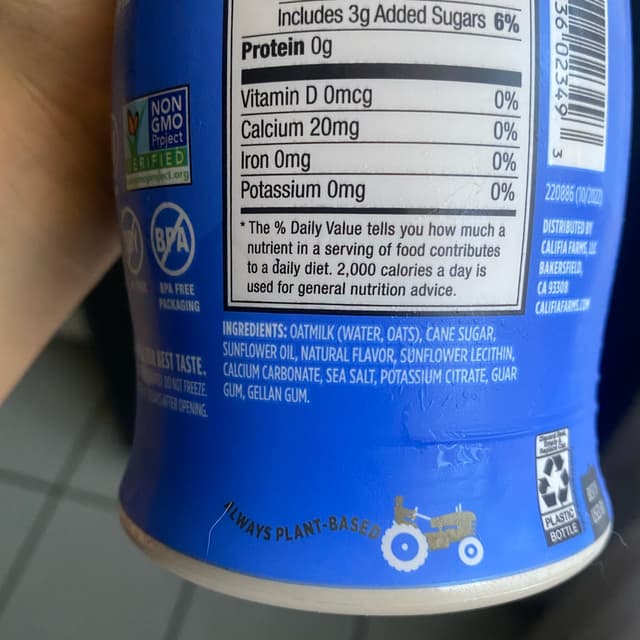 Includes 3g Added Sugars 6%
Protein 0g
Vitamin D 0mcg 0%
Calcium 20mg 0%
Iron 0mg 0%
Potassium 0mg 0%
* The % Daily Value tells you how much a
nutrient in a serving of food contributes
to a daily diet. 2,000 calories a day is
used for general nutrition advice.
INGREDIENTS: OATMILK (WATER, OATS), CANE SUGAR,
SUNFLOWER OIL, NATURAL FLAVOR, SUNFLOWER LECITHIN,
CALCIUM CARBONATE, SEA SALT, POTASSIUM CITRATE, GUAR
GUM, GELLAN GUM.
NON
GMO
Project
VERIFIED
BPA
BPA FREE
PACKAGING
BEST TASTE.
DO NOT FREEZE.
AFTER OPENING.
36 02349 3
220886 (10/2022)
DISTRIBUTED BY
CALIFIA FARMS, LLC
BAKERSFIELD,
CA 93308
CALIFIAFARMS.COM
ALWAYS PLANT-BASED
PLASTIC
BOTTLE